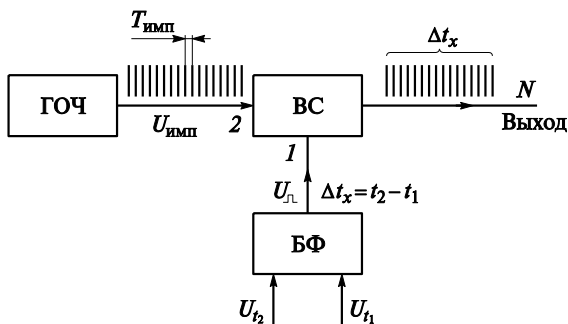 Tимп
Δtx
ГОЧ
Uимп
2
ВС
N
Выход
1
U
Δtx = t2 – t1
БФ
Ut2
Ut1